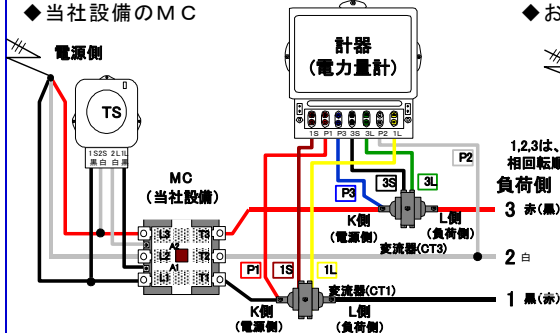 ◆当社設備のＭＣ
◆お
電源側
TS
1S2S 2L1L
黒白 白黒
計器
(電力量計)
1S P1 P3 3S 3L P2 1L
MC
(当社設備)
L3 T3
A2
L2 T2
A1
L1 T1
P2
1,2,3は、
相回転順
負荷側
3S 3L
P3
K側
(電源側)
L側
(負荷側)
変流器(CT3)
3 赤(黒)
2 白
P1 1S 1L
変流器(CT1)
1 黒(赤)
K側
(電源側)
L側
(負荷側)